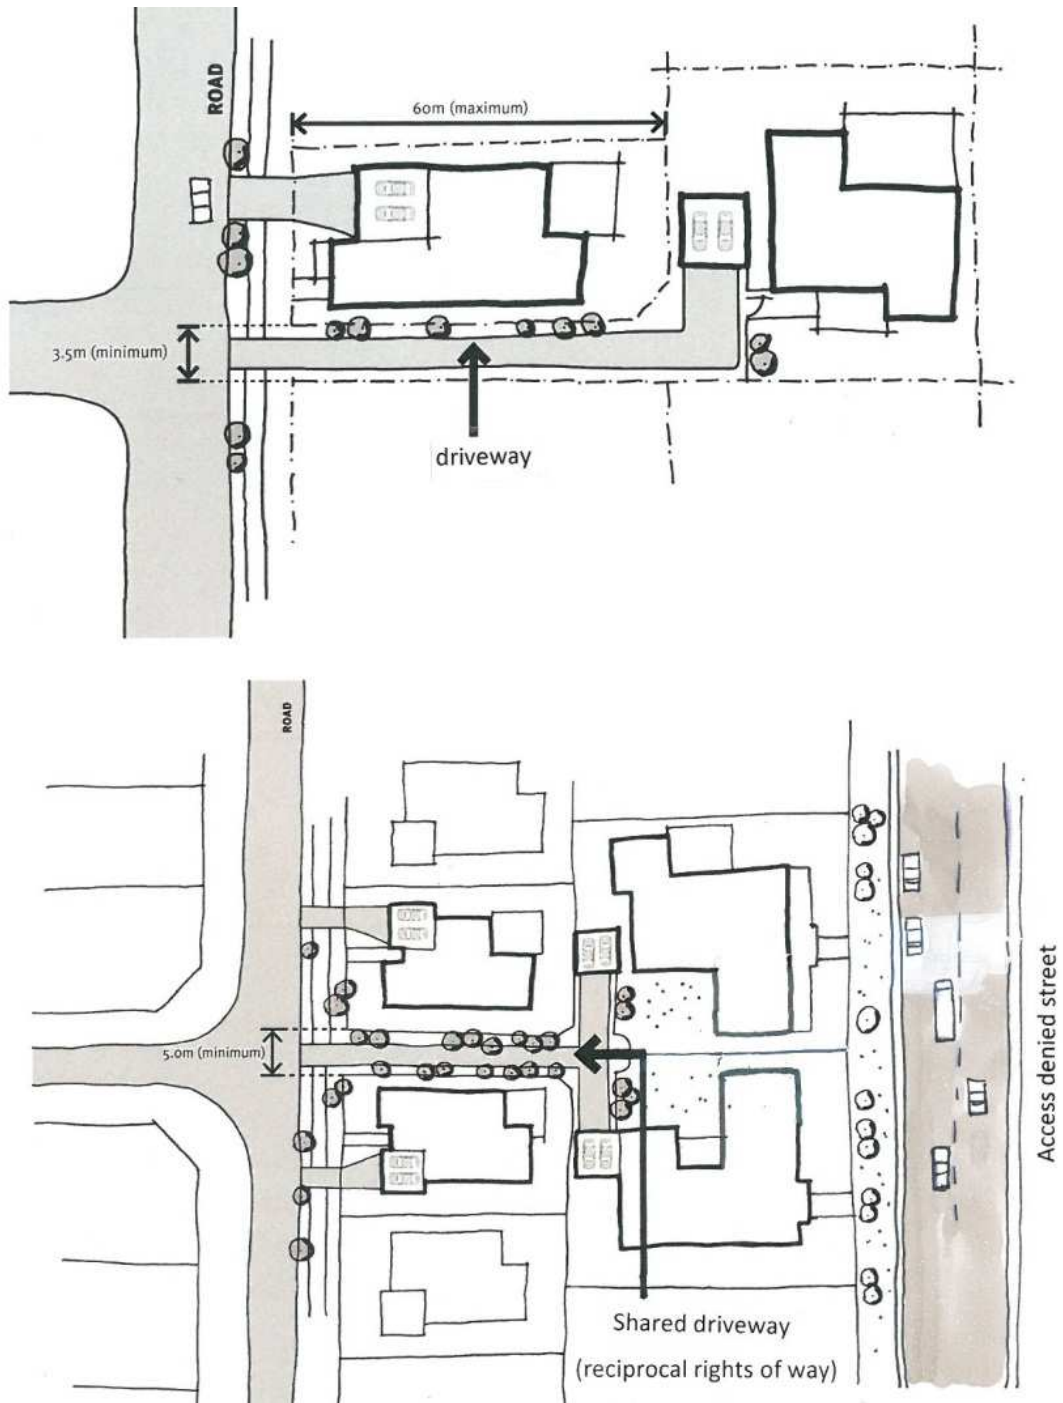 ROAD
60m (maximum)
3.5m (minimum)
driveway
ROAD
5.0m (minimum)
Access denied street
Shared driveway
(reciprocal rights of way)